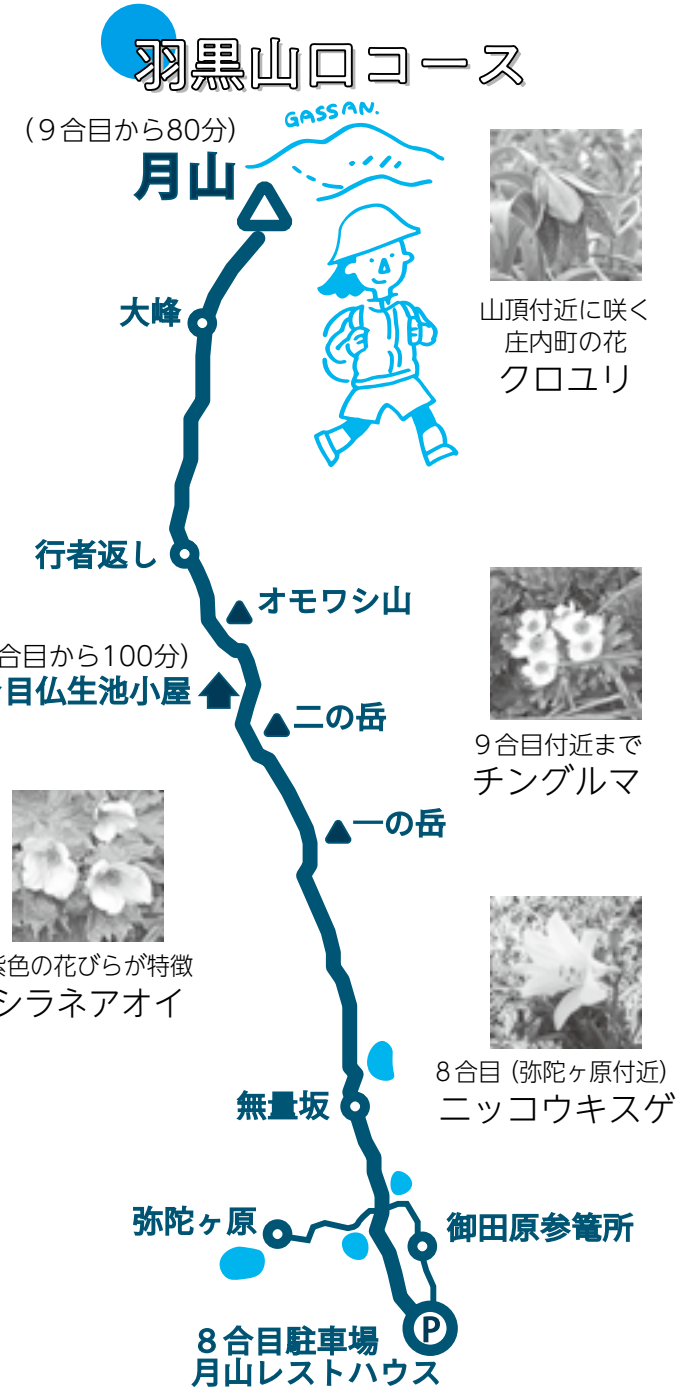 羽黒山口コース
GASSAN.
（９合目から80分）
月山
大峰
山頂付近に咲く
庄内町の花
クロユリ
行者返し
オモワシ山
合目から100分）
合目仏生池小屋
二の岳
９合目付近まで
チングルマ
一の岳
紫色の花びらが特徴
シラネアオイ
８合目（弥陀ヶ原付近）
ニッコウキスゲ
無量坂
弥陀ヶ原
御田原参篭所
P
８合目駐車場
月山レストハウス